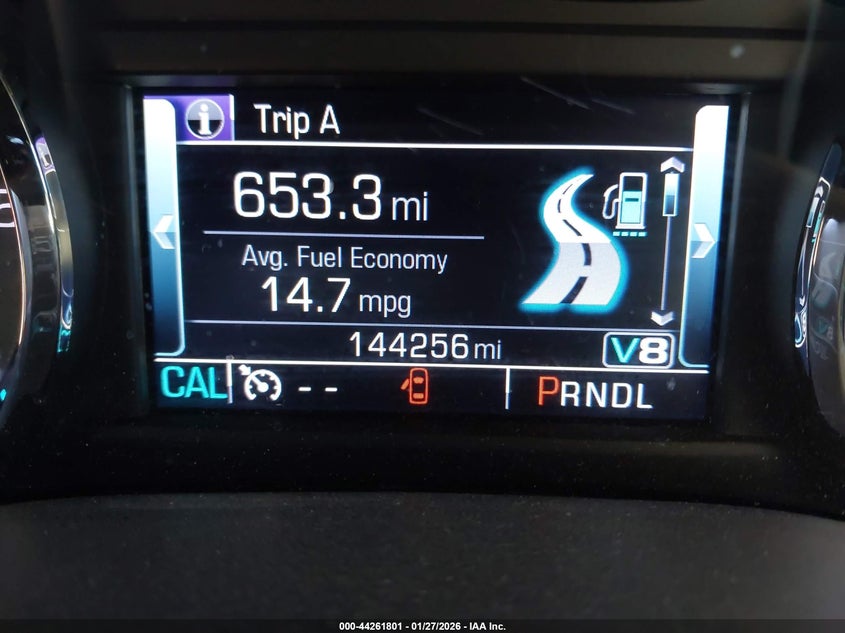 Trip A
653.3 mi
Avg. Fuel Economy
14.7 mpg
144256 mi V8
CAL -- PRNDL
000-44261801 - 01/27/2026 - IAA Inc.